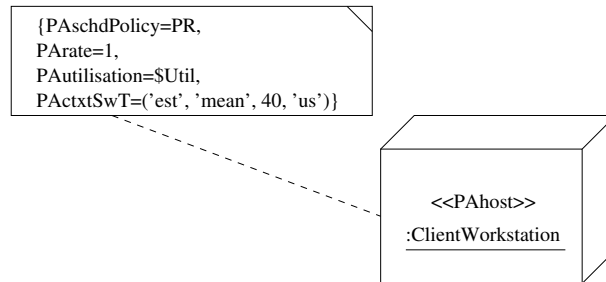 {PAschdPolicy=PR,
PArate=1,
PAutilisation=$Util,
PActxtSwT=('est', 'mean', 40, 'us')}
<<PAhost>>
:ClientWorkstation